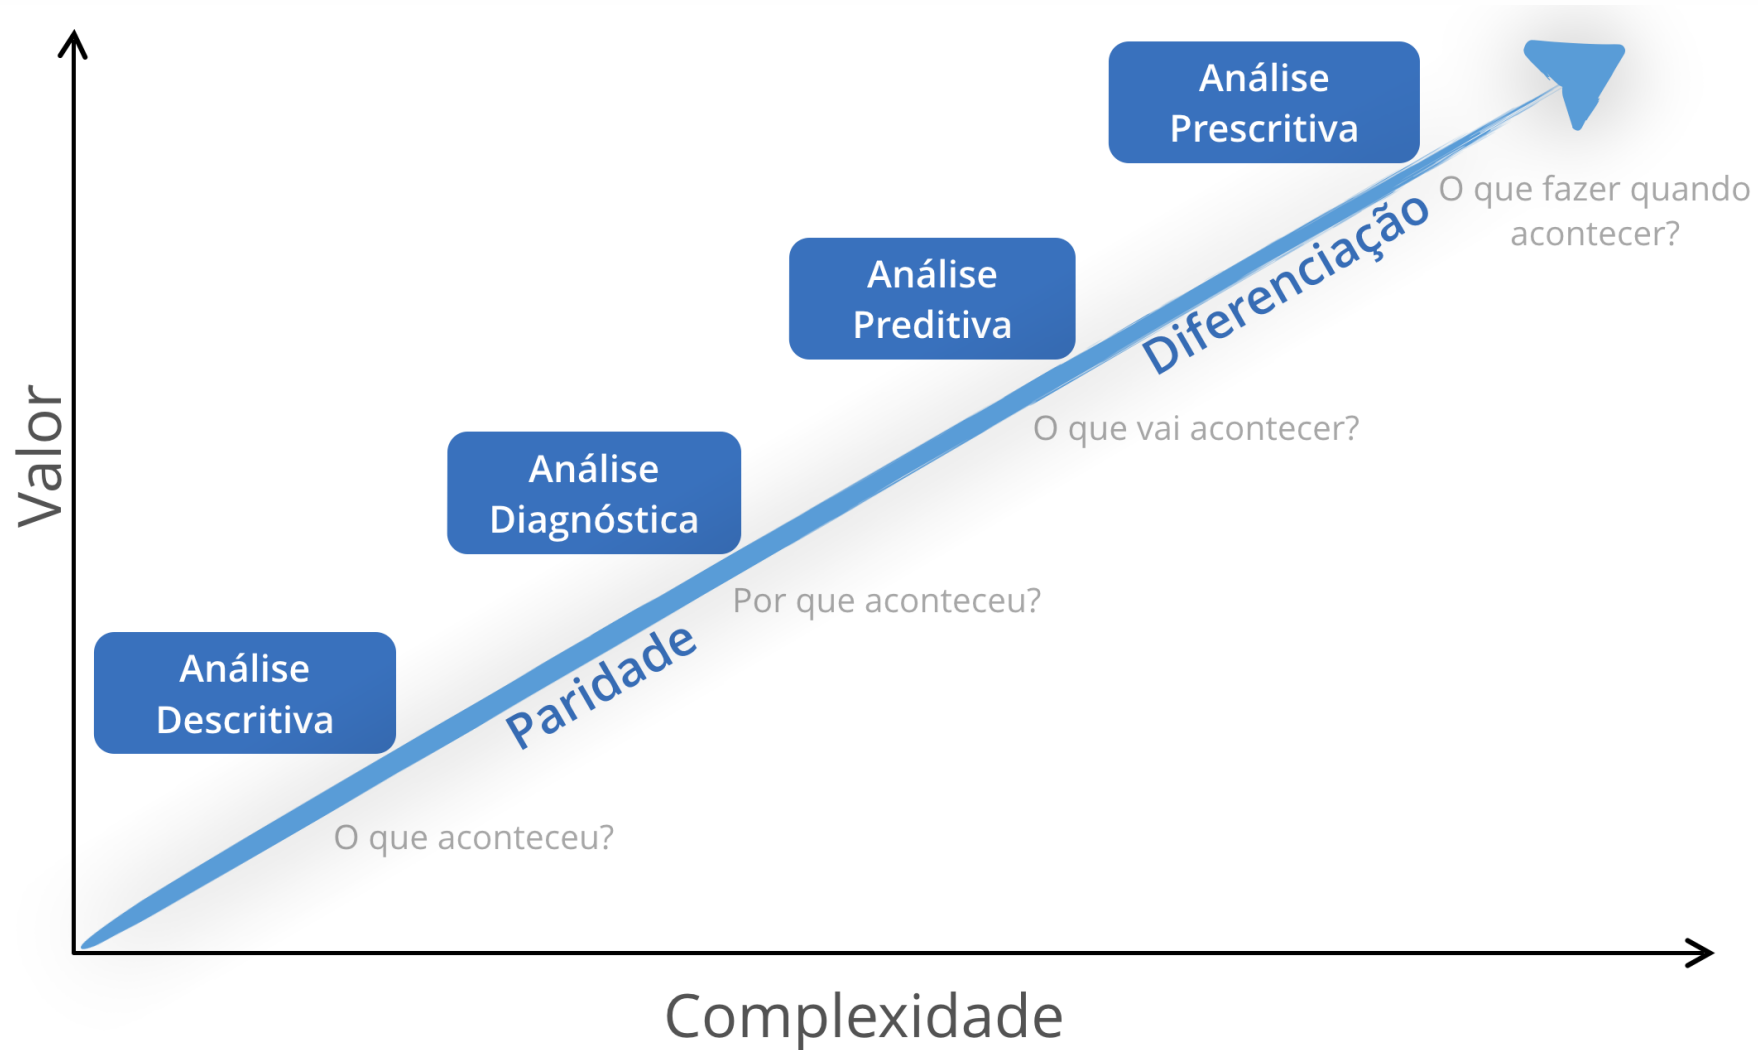 Análise
Prescritiva
O que fazer quando
acontecer?
Diferenciação
Análise
Preditiva
O que vai acontecer?
Valor
Análise
Diagnóstica
Por que aconteceu?
Paridade
Análise
Descritiva
O que aconteceu?
Complexidade